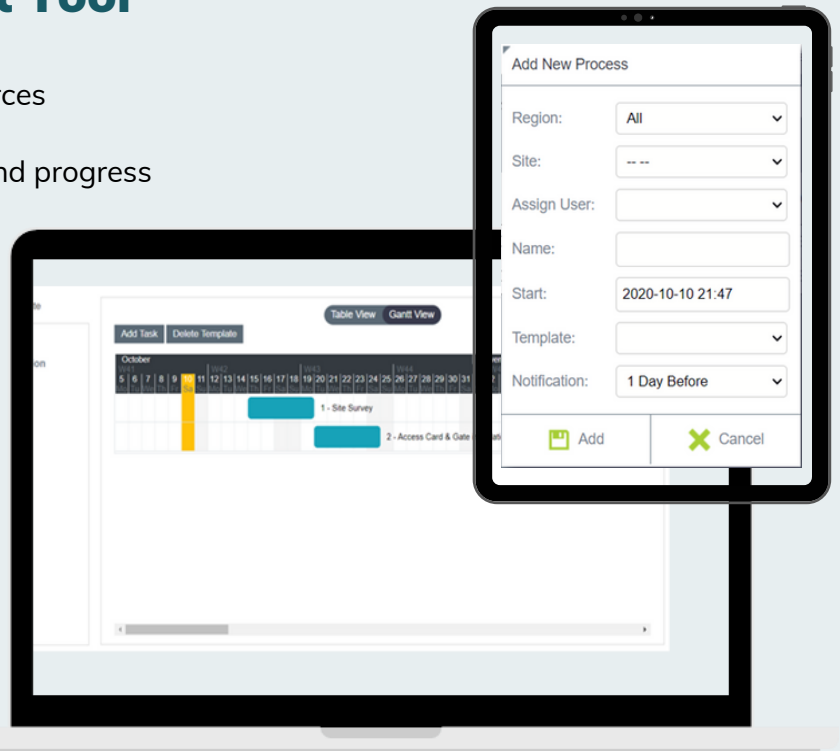 t Your
rces
nd progress
Add New Process
Region: All
Site: -- --
Assign User:
Name:
Start: 2020-10-10 21:47
Template:
Notification: 1 Day Before
Add Cancel
Table View Gantt View
Add Task Delete Template
on
October
W41 W42 W43 W44
5 6 7 8 9 10 11 12 13 14 15 16 17 18 19 20 21 22 23 24 25 26 27 28 29 30 31
Sa
1 - Site Survey
2 - Access Card & Gate